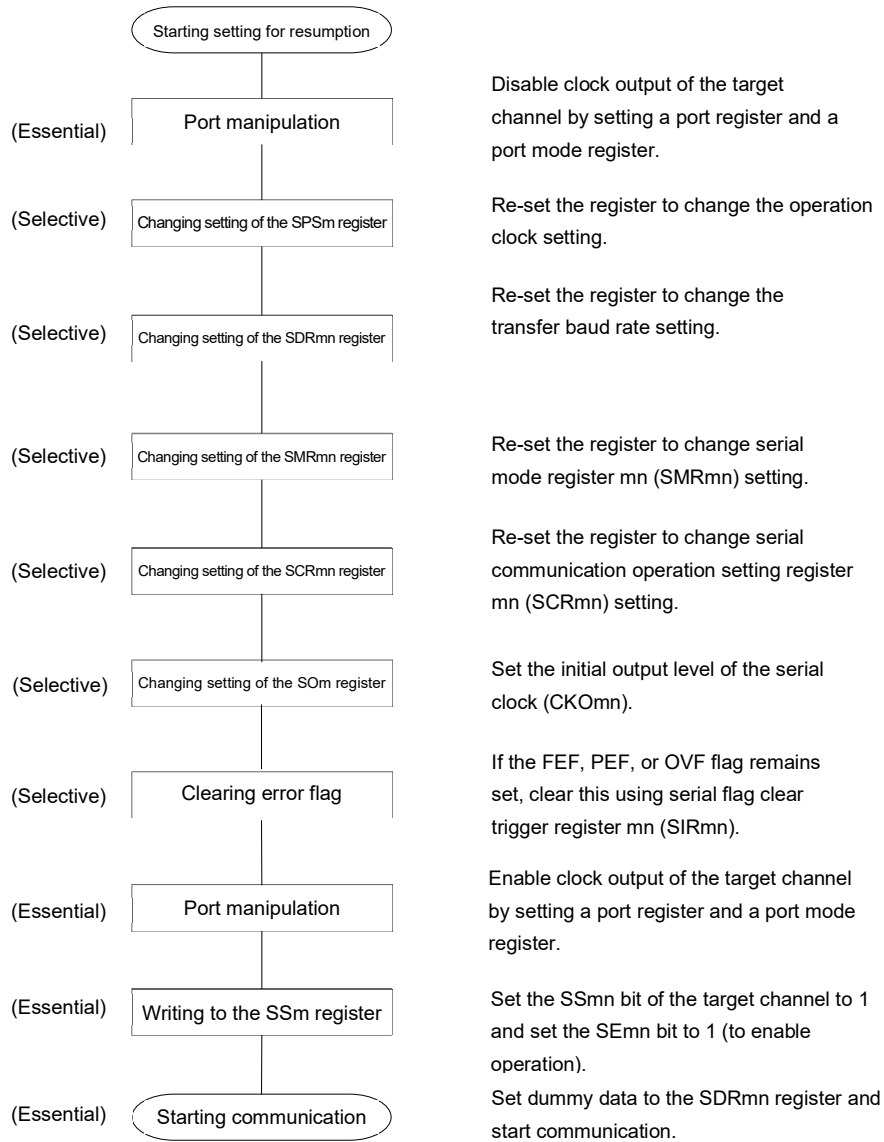 Starting setting for resumption
(Essential)
Port manipulation
Disable clock output of the target
channel by setting a port register and a
port mode register.
(Selective)
Changing setting of the SPSm register
Re-set the register to change the operation
clock setting.
(Selective)
Changing setting of the SDRmn register
Re-set the register to change the
transfer baud rate setting.
(Selective)
Changing setting of the SMRmn register
Re-set the register to change serial
mode register mn (SMRmn) setting.
(Selective)
Changing setting of the SCRmn register
Re-set the register to change serial
communication operation setting register
mn (SCRmn) setting.
(Selective)
Changing setting of the SOm register
Set the initial output level of the serial
clock (CKOmn).
(Selective)
Clearing error flag
If the FEF, PEF, or OVF flag remains
set, clear this using serial flag clear
trigger register mn (SIRmn).
(Essential)
Port manipulation
Enable clock output of the target channel
by setting a port register and a port mode
register.
(Essential)
Writing to the SSm register
Set the SSmn bit of the target channel to 1
and set the SEmn bit to 1 (to enable
operation).
(Essential)
Starting communication
Set dummy data to the SDRmn register and
start communication.